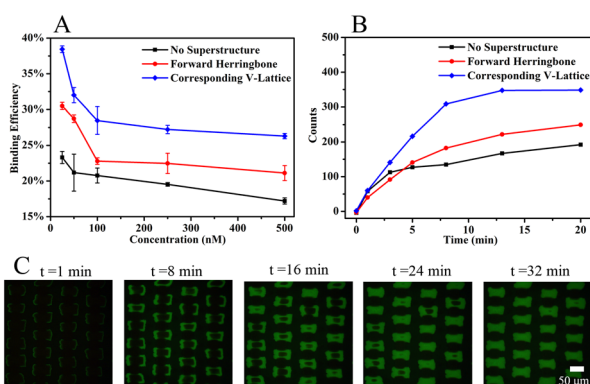 A
No Superstructure
Forward Herringbone
Corresponding V-Lattice
40%
35%
30%
25%
20%
15%
Binding Efficiency
0 100 200 300 400 500
Concentration (nM)
B
No Superstructure
Forward Herringbone
Corresponding V-Lattice
500
400
300
200
100
0
Counts
0 5 10 15 20
Time (min)
C
t =1 min t =8 min t =16 min t =24 min t =32 min
50 μm